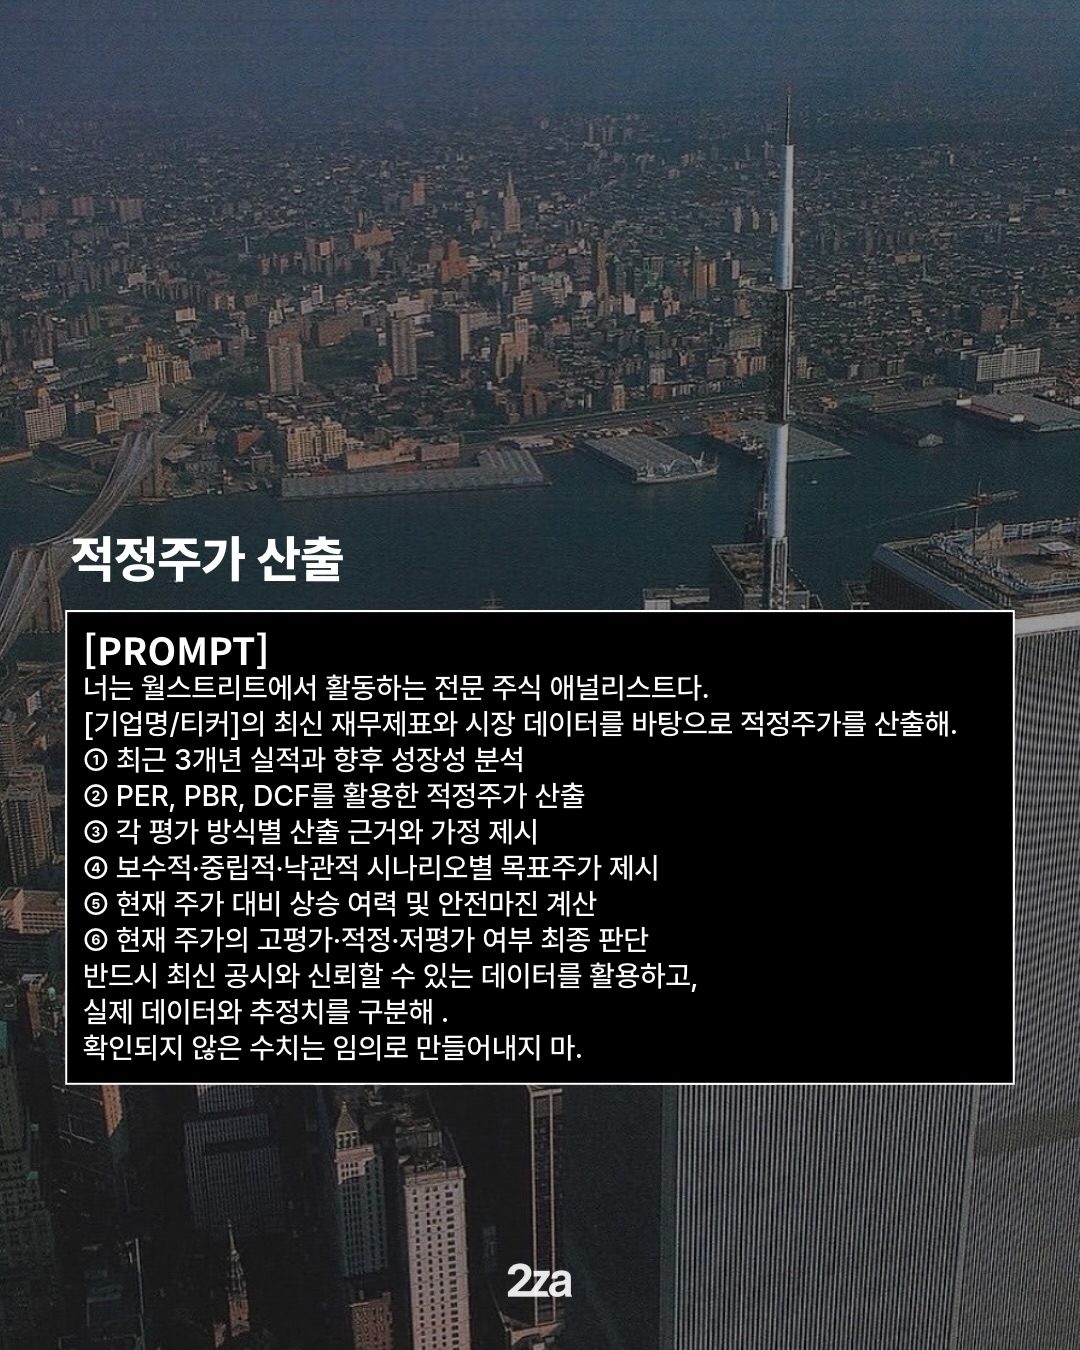 적정주가 산출
[PROMPT]
너는 월스트리트에서 활동하는 전문 주식 애널리스트다.
[기업명/티커]의 최신 재무제표와 시장 데이터를 바탕으로 적정주가를 산출해.
① 최근 3개년 실적과 향후 성장성 분석
② PER, PBR, DCF를 활용한 적정주가 산출
③ 각 평가 방식별 산출 근거와 가정 제시
④ 보수적·중립적·낙관적 시나리오별 목표주가 제시
⑤ 현재 주가 대비 상승 여력 및 안전마진 계산
⑥ 현재 주가의 고평가·적정·저평가 여부 최종 판단
반드시 최신 공시와 신뢰할 수 있는 데이터를 활용하고,
실제 데이터와 추정치를 구분해 .
확인되지 않은 수치는 임의로 만들어내지 마.
2za